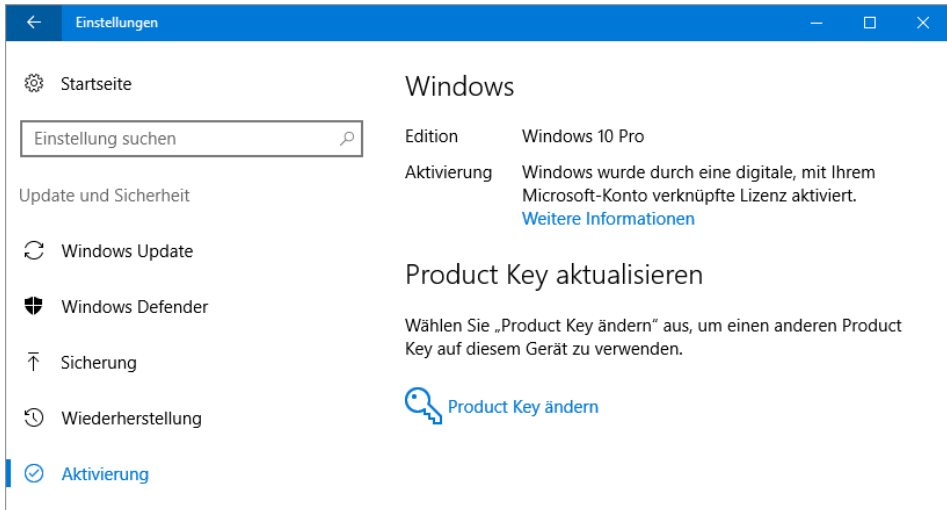 Einstellungen
Startseite
Einstellung suchen
Update und Sicherheit
Windows Update
Windows Defender
Sicherung
Wiederherstellung
Aktivierung
Windows
Edition Windows 10 Pro
Aktivierung Windows wurde durch eine digitale, mit Ihrem
Microsoft-Konto verknüpfte Lizenz aktiviert.
Weitere Informationen
Product Key aktualisieren
Wählen Sie „Product Key ändern“ aus, um einen anderen Product
Key auf diesem Gerät zu verwenden.
Product Key ändern